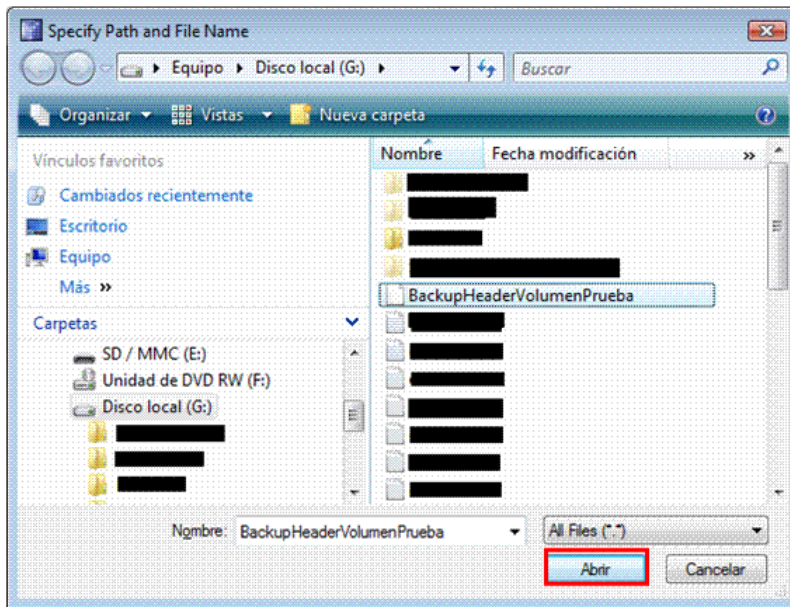 Specify Path and File Name
Equipo Disco local (G:) Buscar
Organizar Vistas Nueva carpeta
Vínculos favoritos
Cambiados recientemente
Escritorio
Equipo
Más »
Carpetas
SD / MMC (E:)
Unidad de DVD RW (F:)
Disco local (G:)
Nombre Fecha modificación »
BackupHeaderVolumenPrueba
Nombre: BackupHeaderVolumenPrueba All Files (*.*)
Abrir Cancelar